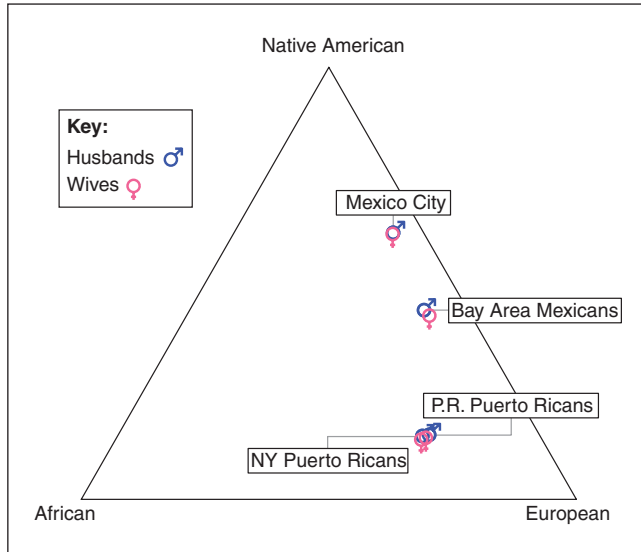 Native American
Key:
Husbands
Wives
Mexico City
Bay Area Mexicans
P.R. Puerto Ricans
NY Puerto Ricans
African
European